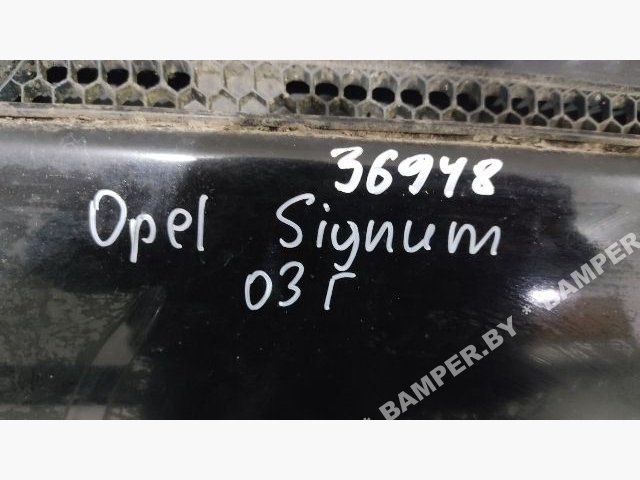 36948
Opel Signum
03 г
* BAMPER.BY * BAMPER.